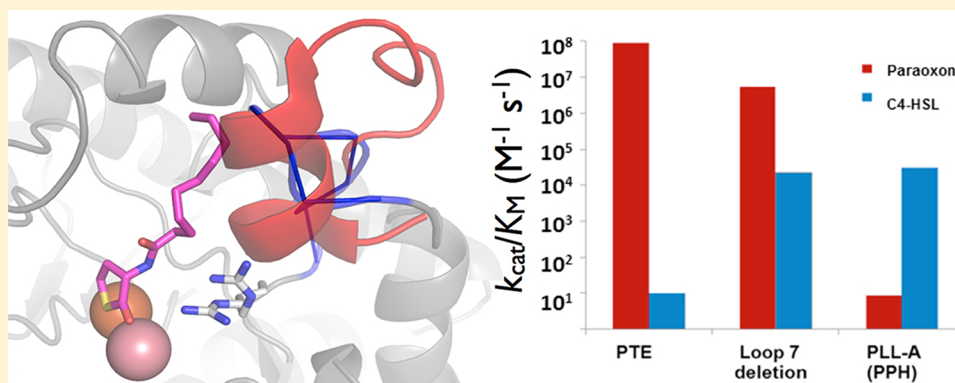 k_cat/K_M (M⁻¹ s⁻¹)
10⁸
10⁷
10⁶
10⁵
10⁴
10³
10²
10¹
Paraoxon
C4-HSL
PTE
Loop 7
deletion
PLL-A
(PPH)